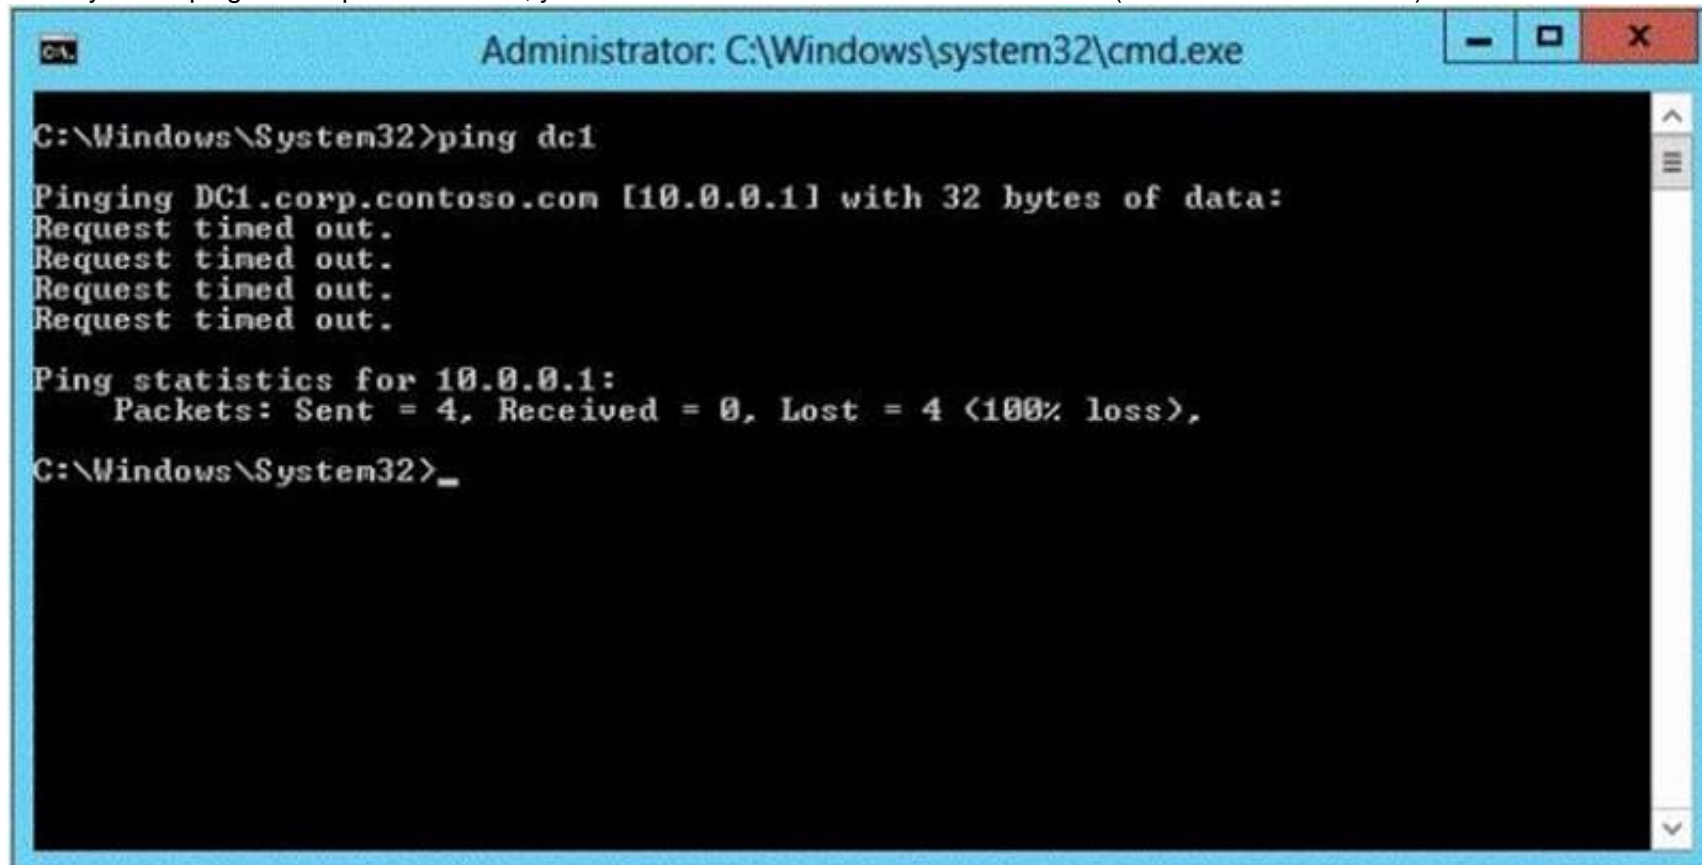 Administrator: C:\Windows\system32\cmd.exe
C:\Windows\System32>ping dc1
Pinging DC1.corp.contoso.com [10.0.0.1] with 32 bytes of data:
Request timed out.
Request timed out.
Request timed out.
Request timed out.
Ping statistics for 10.0.0.1:
Packets: Sent = 4, Received = 0, Lost = 4 (100% loss),
C:\Windows\System32>_